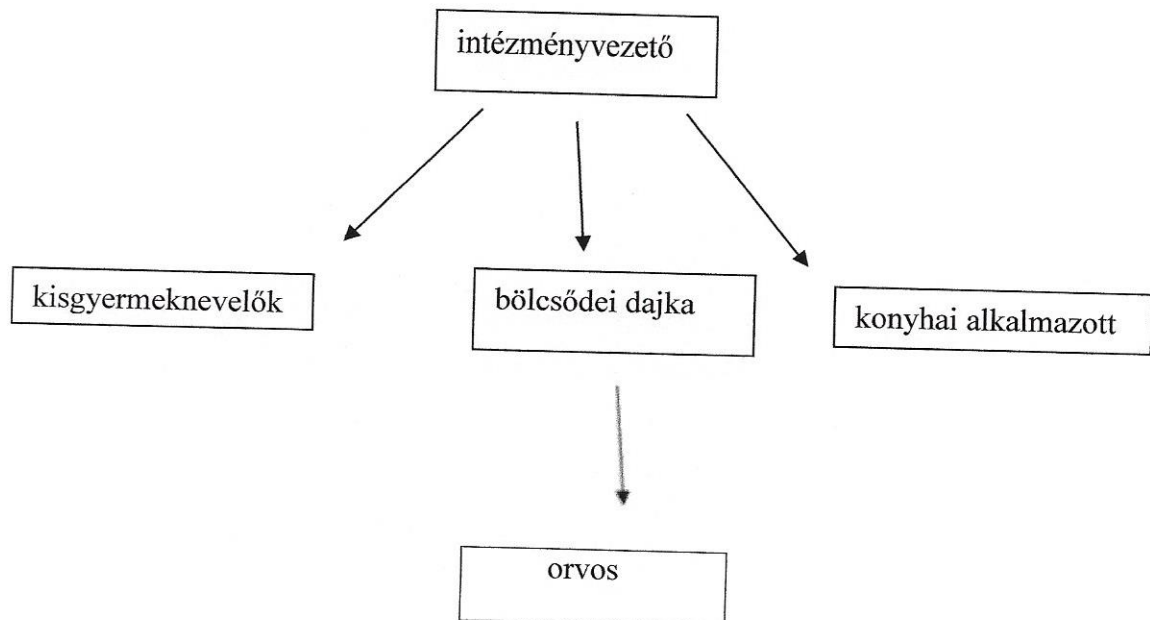 intézményvezető
kisgyermeknevelők
bölcsődei dajka
konyhai alkalmazott
orvos